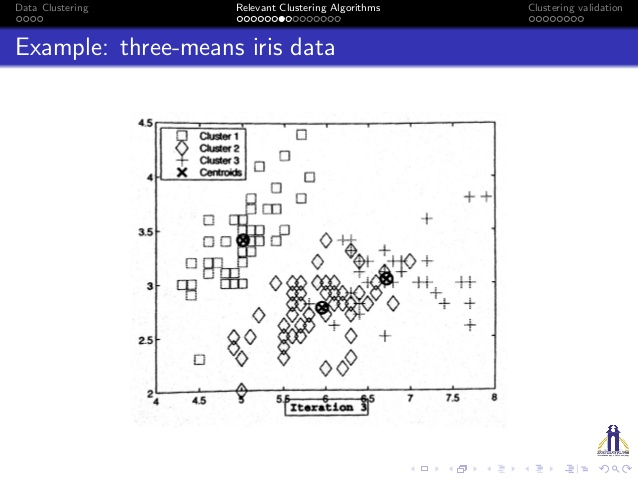 Data Clustering
Relevant Clustering Algorithms
Clustering validation
Example: three-means iris data
4.5
4
3.5
3
2.5
2
Cluster 1
Cluster 2
Cluster 3
Centroids
4 4.5 5 5.5 6 6.5 7 7.5 8
Iteration 3